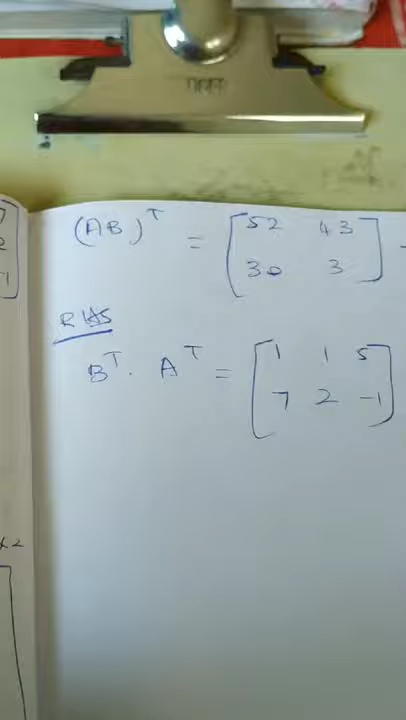 (AB)ᵀ = [52 43
30 3]
RHS
Bᵀ. Aᵀ = [1 1 5
7 2 -1]